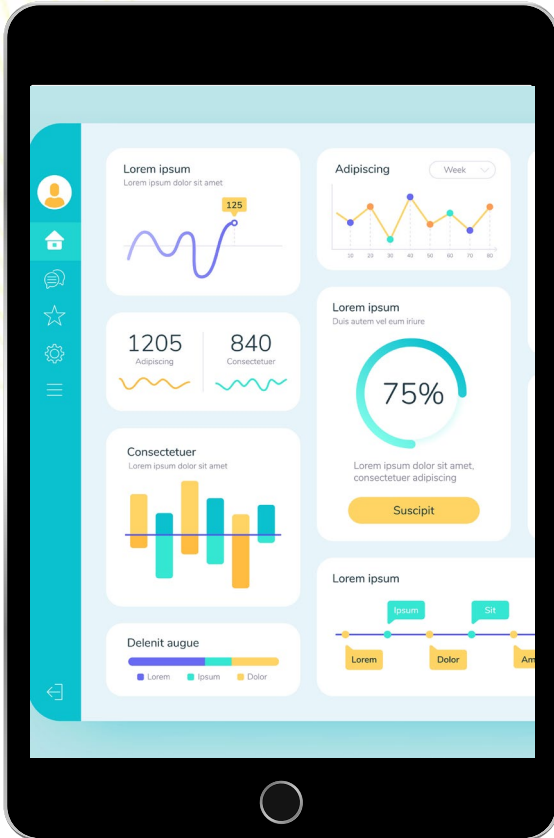 Lorem ipsum
Lorem ipsum dolor sit amet
125
1205
Adipiscing
840
Consectetuer
Consectetuer
Lorem ipsum dolor sit amet
Delenit augue
Lorem
Ipsum
Dolor
Adipiscing
Week
10 20 30 40 50 60 70 80
Lorem ipsum
Duis autem vel eum iriure
75%
Lorem ipsum dolor sit amet,
consectetuer adipiscing
Suscipit
Lorem ipsum
Ipsum
Sit
Lorem
Dolor
Am